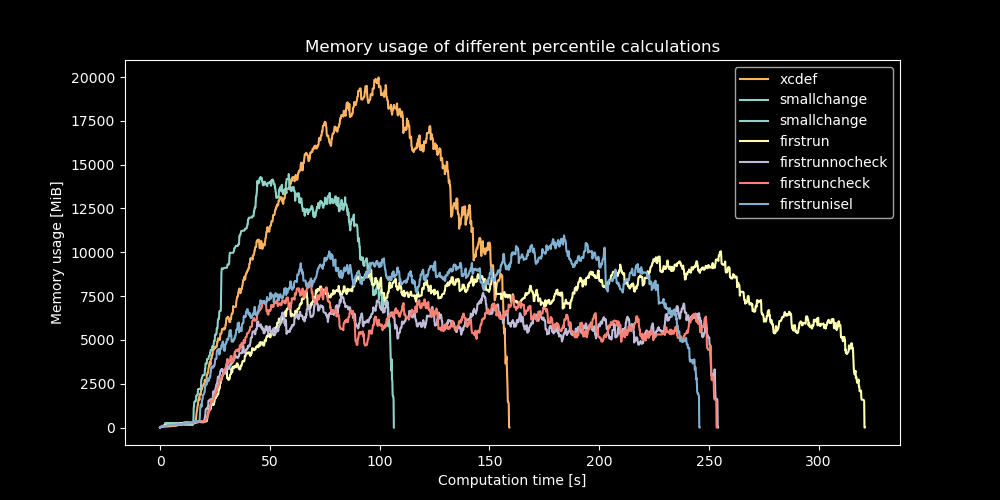 Memory usage of different percentile calculations
xcdef
smallchange
smallchange
firstrun
firstrunnocheck
firstruncheck
firstrunisel
Memory usage [MiB]
20000
17500
15000
12500
10000
7500
5000
2500
0
0 50 100 150 200 250 300
Computation time [s]